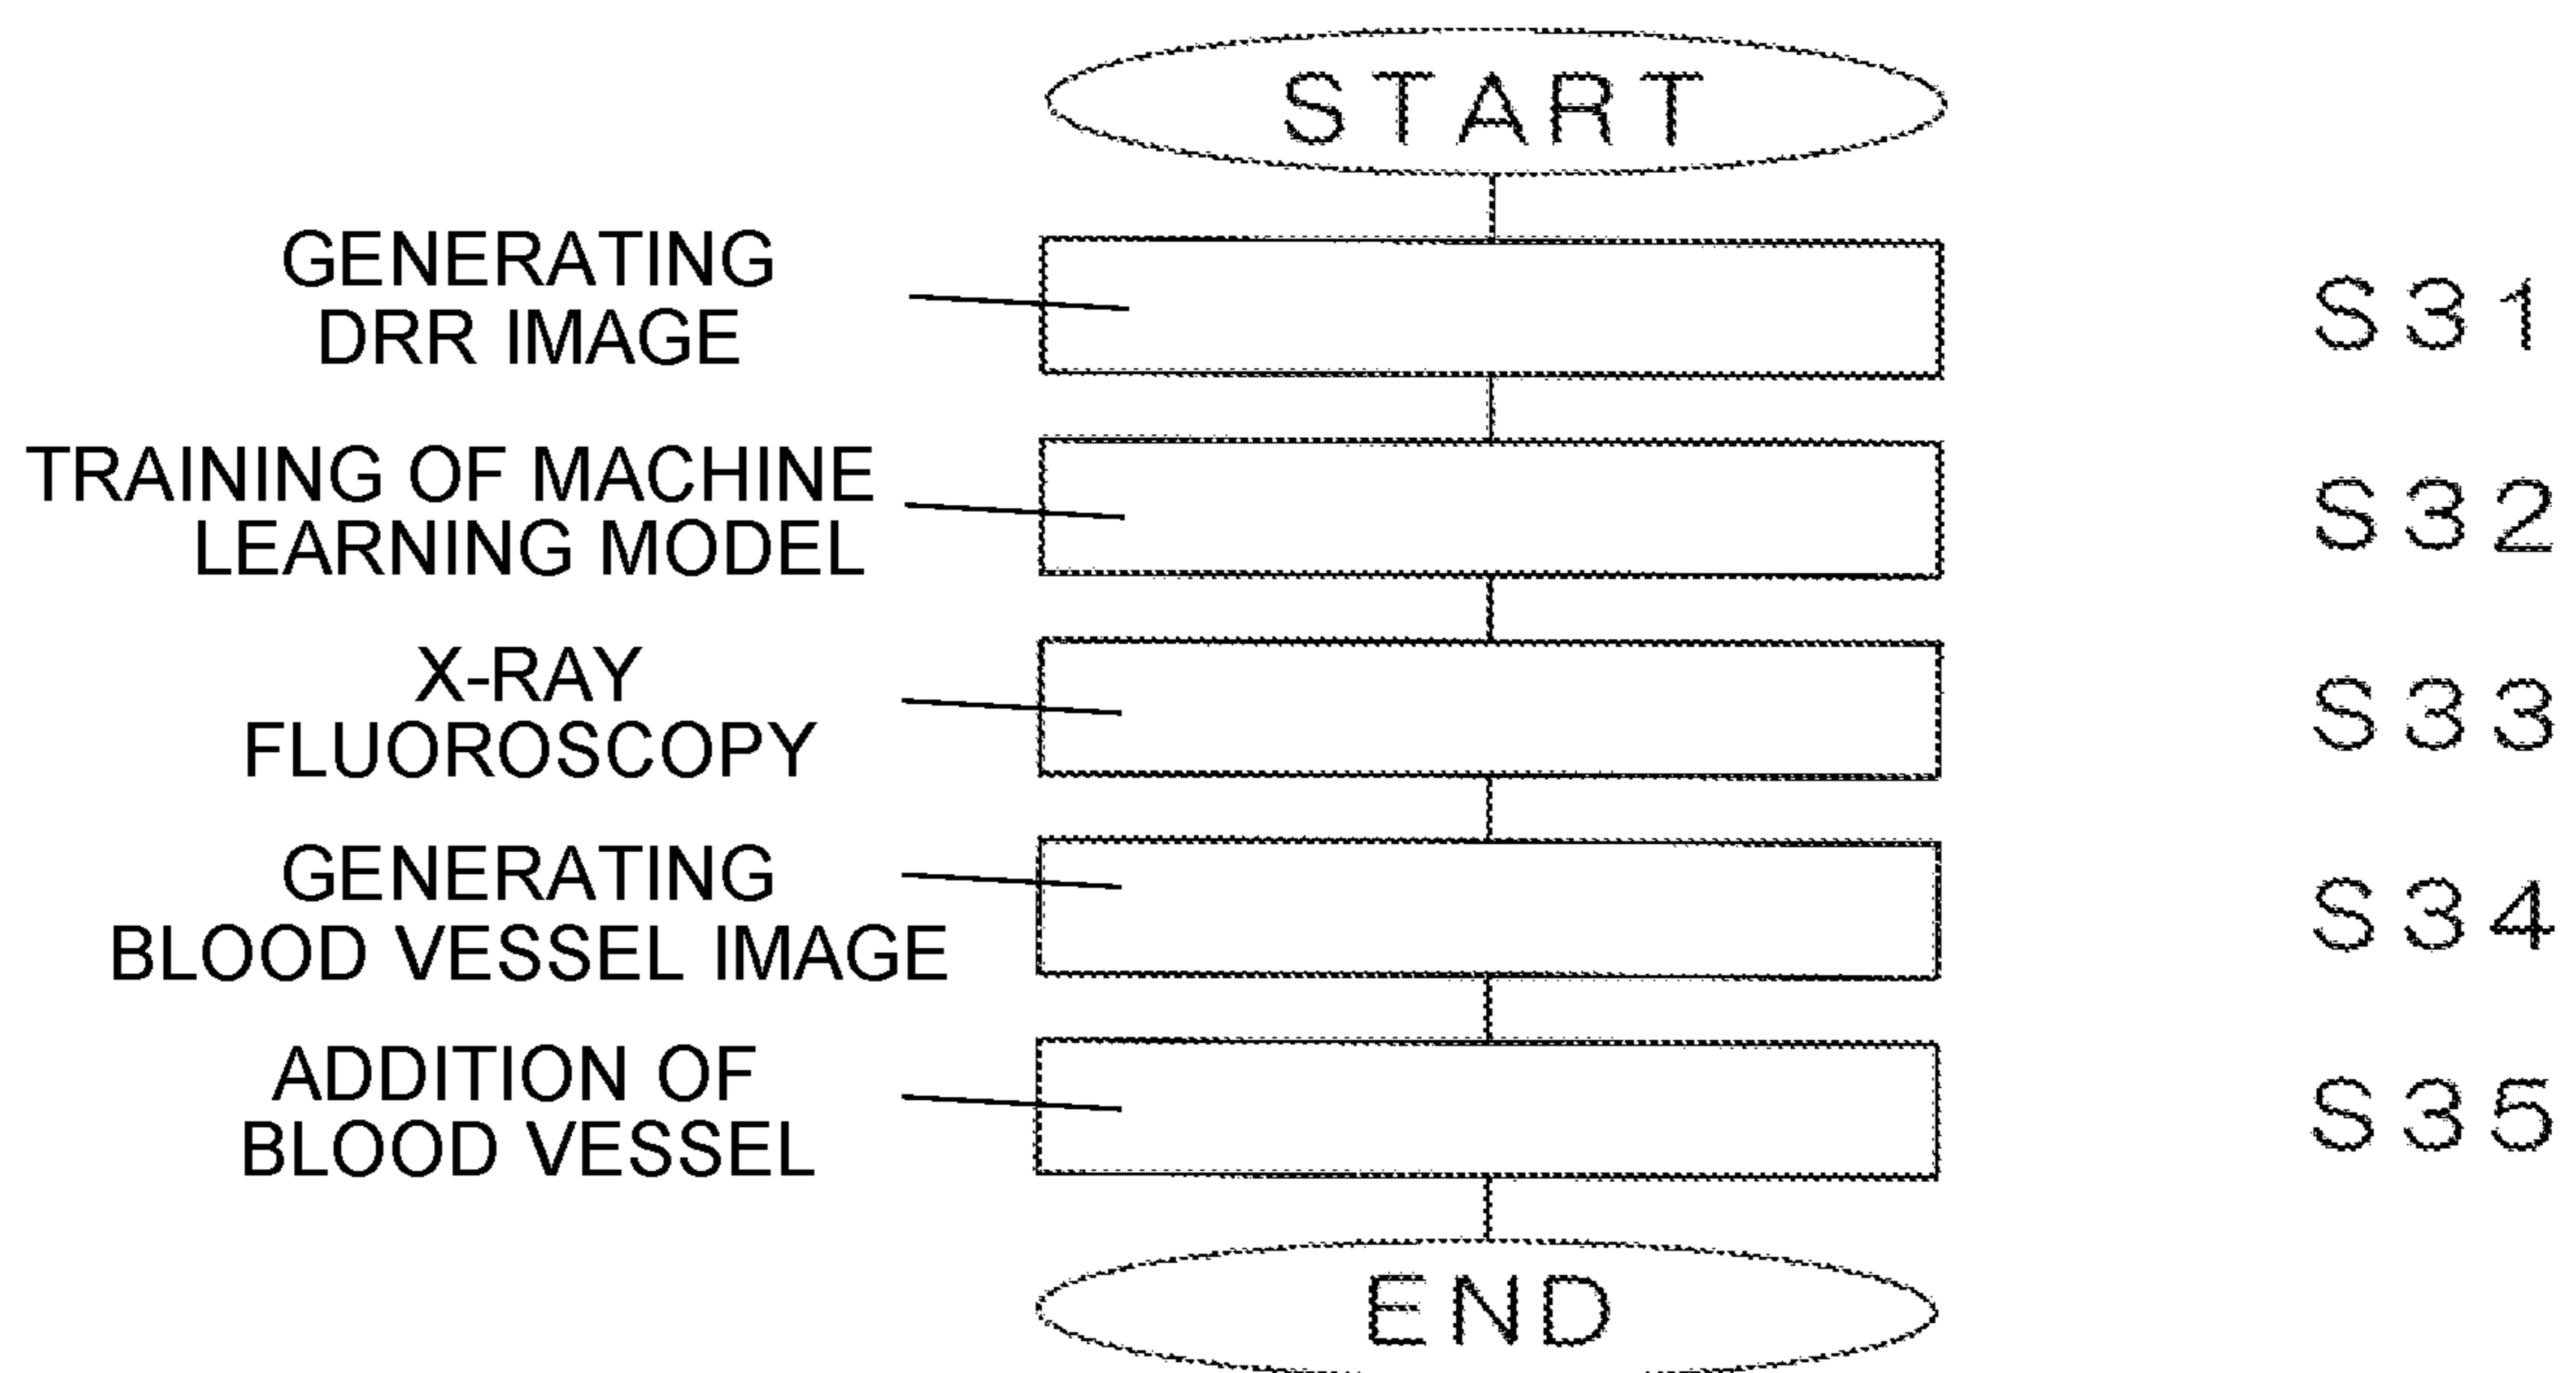 START
GENERATING
DRR IMAGE
S31
TRAINING OF MACHINE
LEARNING MODEL
S32
X-RAY
FLUOROSCOPY
S33
GENERATING
BLOOD VESSEL IMAGE
S34
ADDITION OF
BLOOD VESSEL
S35
END